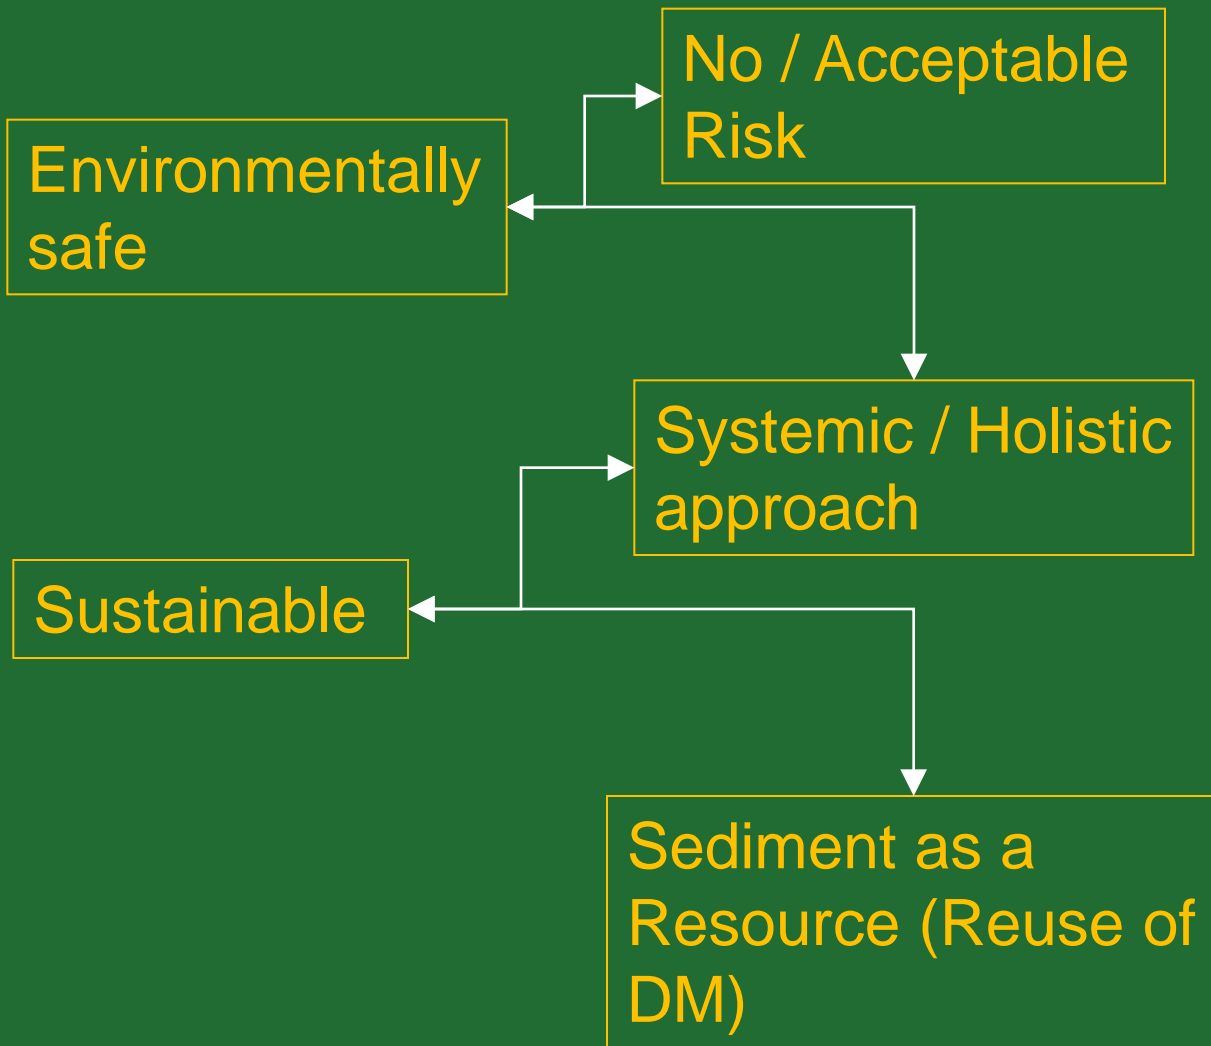 No / Acceptable
Risk
Environmentally
safe
Systemic / Holistic
approach
Sustainable
Sediment as a
Resource (Reuse of
DM)